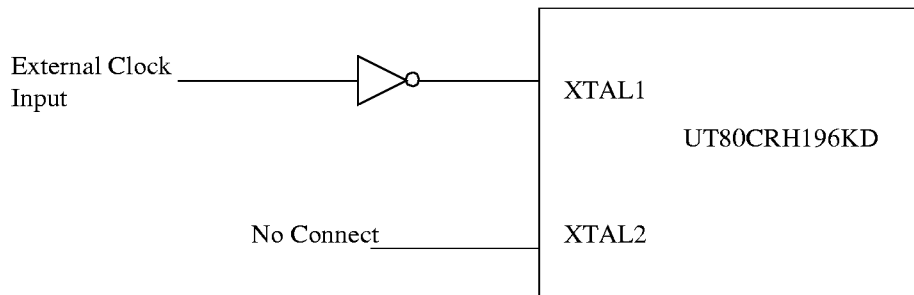 External Clock
Input
XTAL1
UT80CRH196KD
No Connect
XTAL2